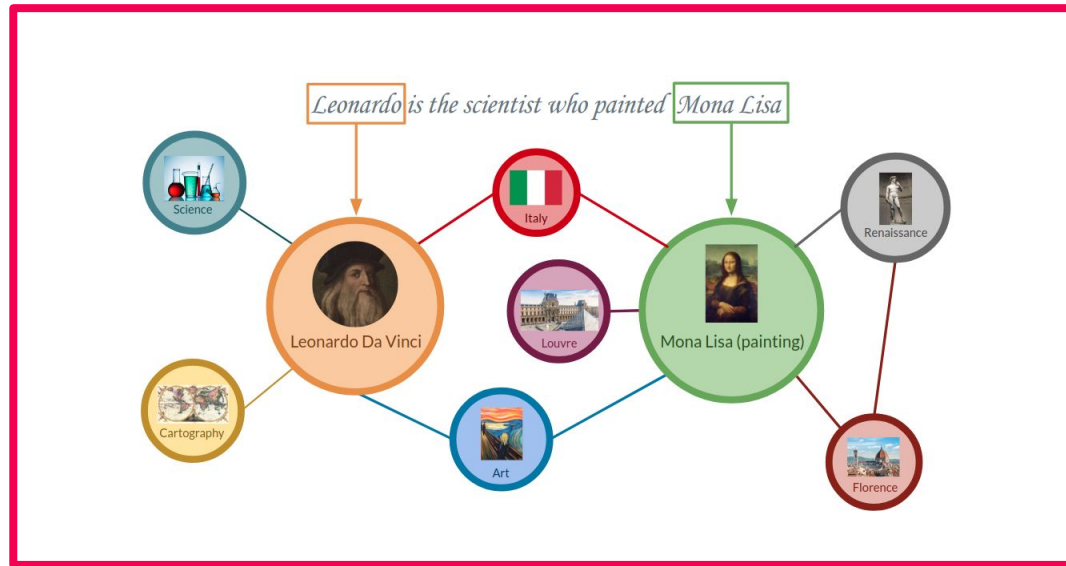 Leonardo is the scientist who painted Mona Lisa
Science
Italy
Renaissance
Leonardo Da Vinci
Louvre
Mona Lisa (painting)
Cartography
Art
Florence